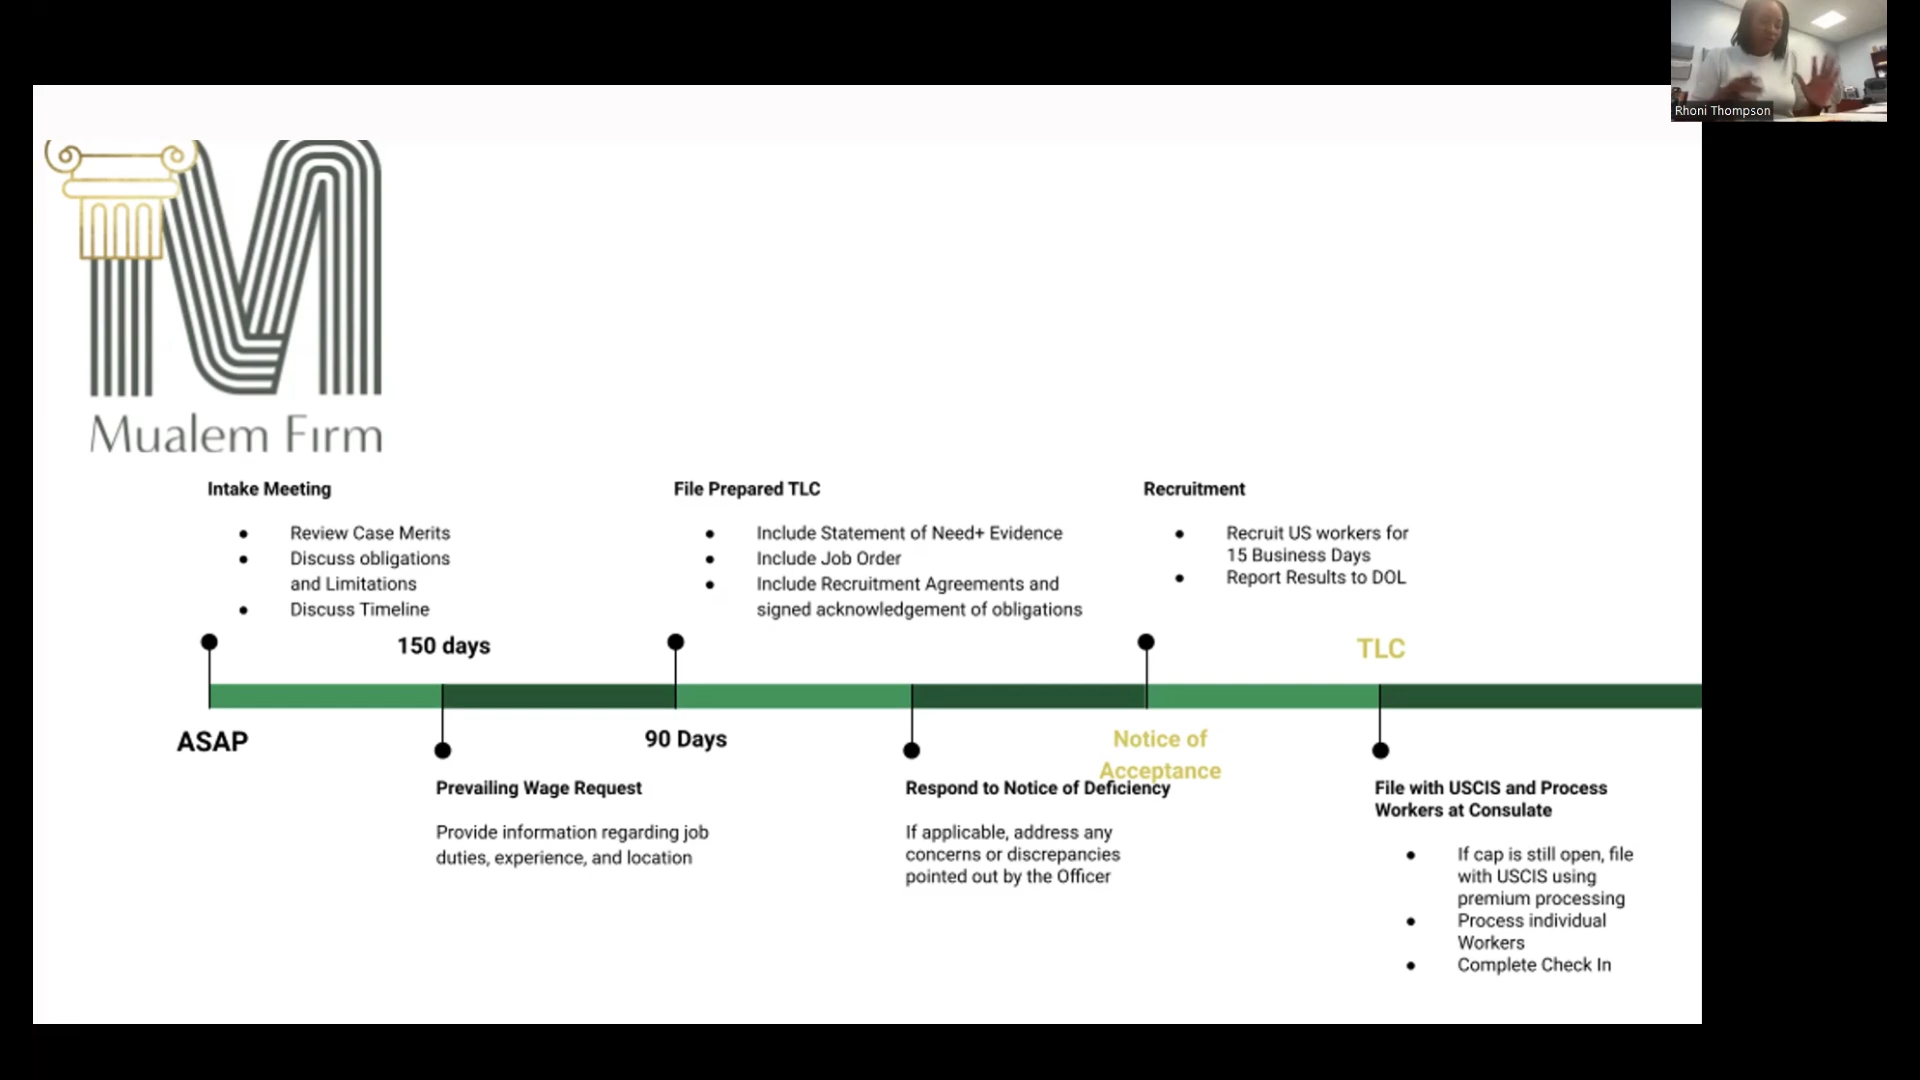 Rhoni Thompson
Mualem Firm
Intake Meeting
• Review Case Merits
• Discuss obligations
and Limitations
• Discuss Timeline
File Prepared TLC
• Include Statement of Need+ Evidence
• Include Job Order
• Include Recruitment Agreements and
signed acknowledgement of obligations
Recruitment
• Recruit US workers for
15 Business Days
• Report Results to DOL
150 days
TLC
ASAP
90 Days
Notice of
Acceptance
Prevailing Wage Request
Provide information regarding job
duties, experience, and location
Respond to Notice of Deficiency
If applicable, address any
concerns or discrepancies
pointed out by the Officer
File with USCIS and Process
Workers at Consulate
• If cap is still open, file
with USCIS using
premium processing
• Process individual
Workers
• Complete Check In